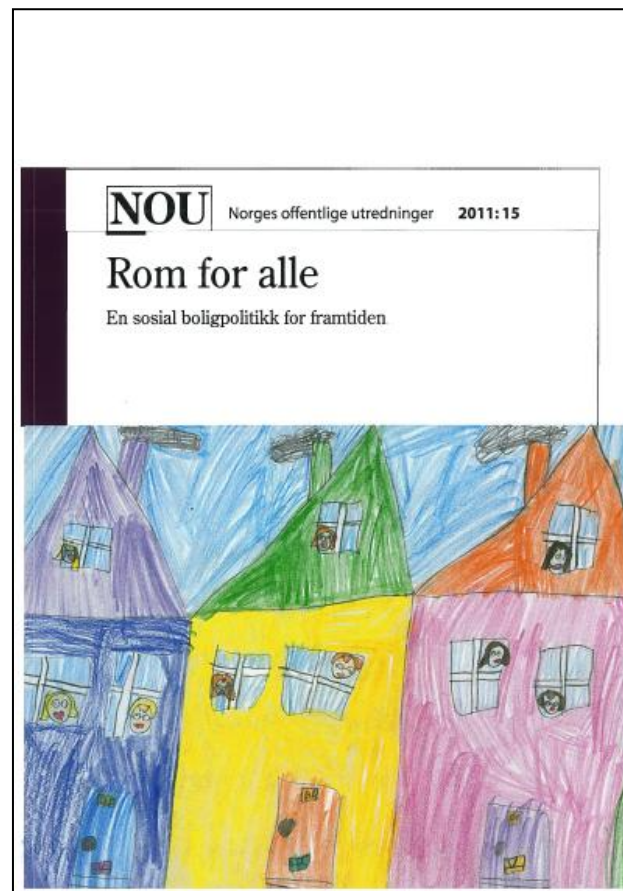 NOU Norges offentlige utredninger 2011: 15
Rom for alle
En sosial boligpolitikk for framtiden